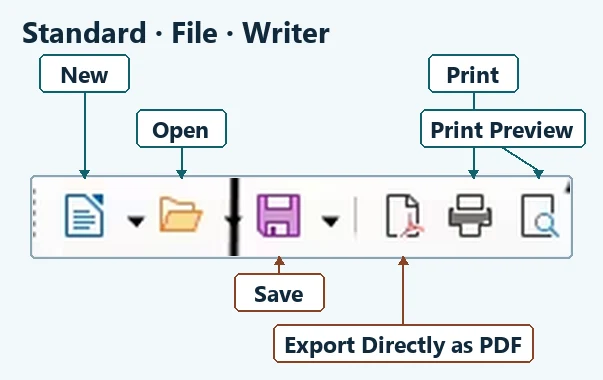 Standard · File · Writer
New
Print
Open
Print Preview
Save
Export Directly as PDF